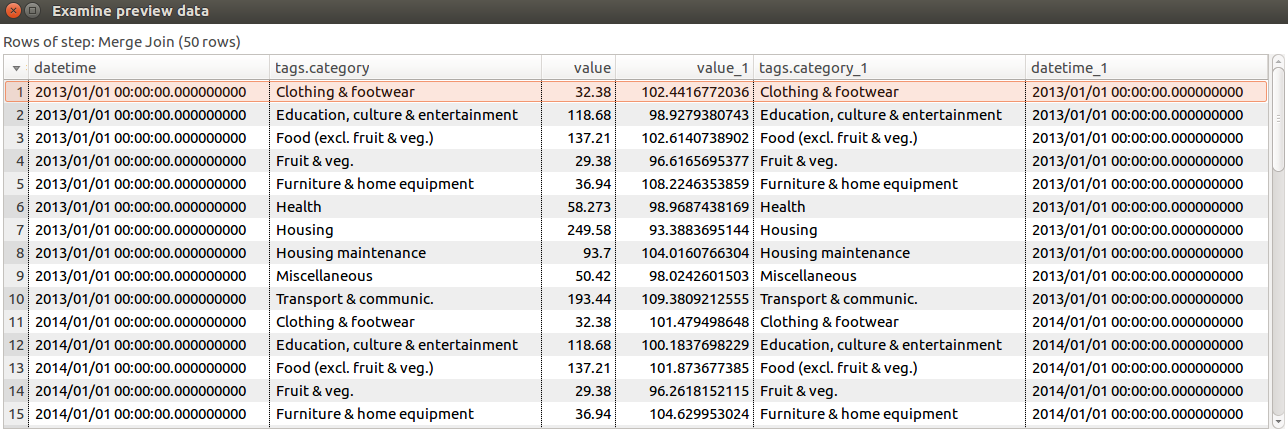 Examine preview data
Rows of step: Merge Join (50 rows)
datetime tags.category value value_1 tags.category_1 datetime_1
1 2013/01/01 00:00:00.000000000 Clothing & footwear 32.38 102.4416772036 Clothing & footwear 2013/01/01 00:00:00.000000000
2 2013/01/01 00:00:00.000000000 Education, culture & entertainment 118.68 98.9279380743 Education, culture & entertainment 2013/01/01 00:00:00.000000000
3 2013/01/01 00:00:00.000000000 Food (excl. fruit & veg.) 137.21 102.6140738902 Food (excl. fruit & veg.) 2013/01/01 00:00:00.000000000
4 2013/01/01 00:00:00.000000000 Fruit & veg. 29.38 96.6165695377 Fruit & veg. 2013/01/01 00:00:00.000000000
5 2013/01/01 00:00:00.000000000 Furniture & home equipment 36.94 108.2246353859 Furniture & home equipment 2013/01/01 00:00:00.000000000
6 2013/01/01 00:00:00.000000000 Health 58.273 98.9687438169 Health 2013/01/01 00:00:00.000000000
7 2013/01/01 00:00:00.000000000 Housing 249.58 93.3883695144 Housing 2013/01/01 00:00:00.000000000
8 2013/01/01 00:00:00.000000000 Housing maintenance 93.7 104.0160766304 Housing maintenance 2013/01/01 00:00:00.000000000
9 2013/01/01 00:00:00.000000000 Miscellaneous 50.42 98.0242601503 Miscellaneous 2013/01/01 00:00:00.000000000
10 2013/01/01 00:00:00.000000000 Transport & communic. 193.44 109.3809212555 Transport & communic. 2013/01/01 00:00:00.000000000
11 2014/01/01 00:00:00.000000000 Clothing & footwear 32.38 101.479498648 Clothing & footwear 2014/01/01 00:00:00.000000000
12 2014/01/01 00:00:00.000000000 Education, culture & entertainment 118.68 100.1837698229 Education, culture & entertainment 2014/01/01 00:00:00.000000000
13 2014/01/01 00:00:00.000000000 Food (excl. fruit & veg.) 137.21 101.873677385 Food (excl. fruit & veg.) 2014/01/01 00:00:00.000000000
14 2014/01/01 00:00:00.000000000 Fruit & veg. 29.38 96.2618152115 Fruit & veg. 2014/01/01 00:00:00.000000000
15 2014/01/01 00:00:00.000000000 Furniture & home equipment 36.94 104.629953024 Furniture & home equipment 2014/01/01 00:00:00.000000000